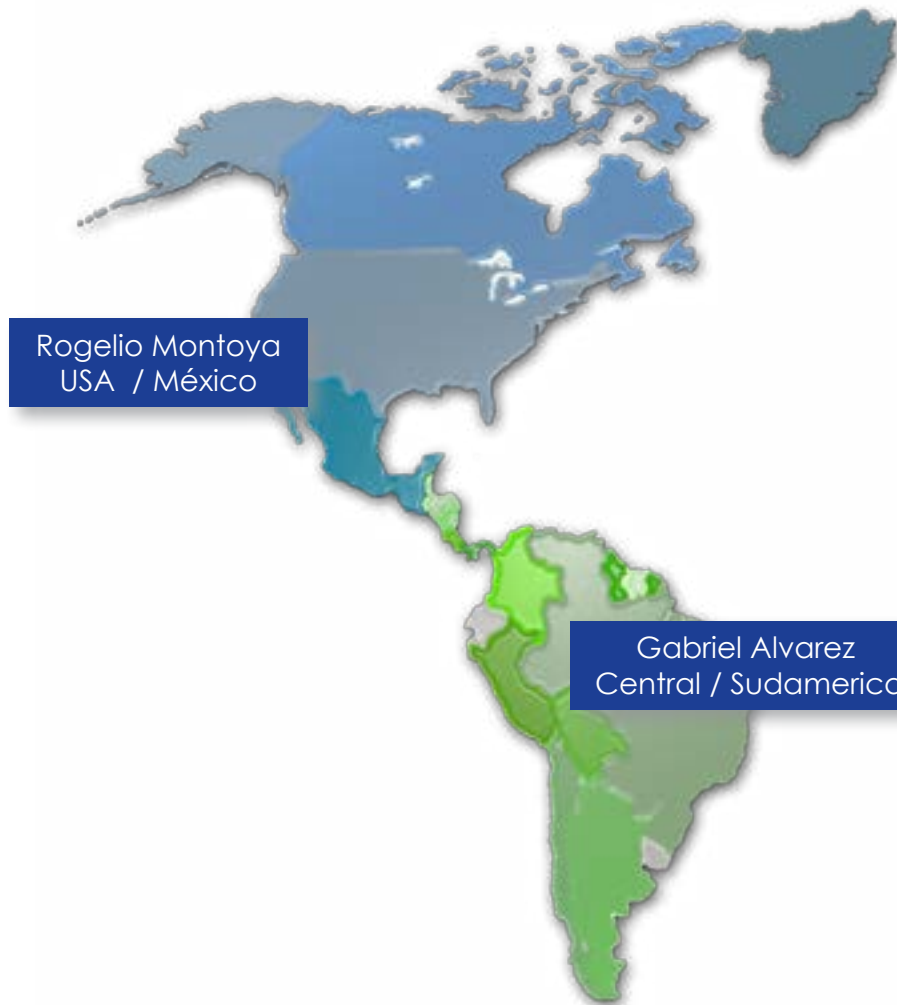 Rogelio Montoya
USA / México
Gabriel Alvarez
Central / Sudamerica